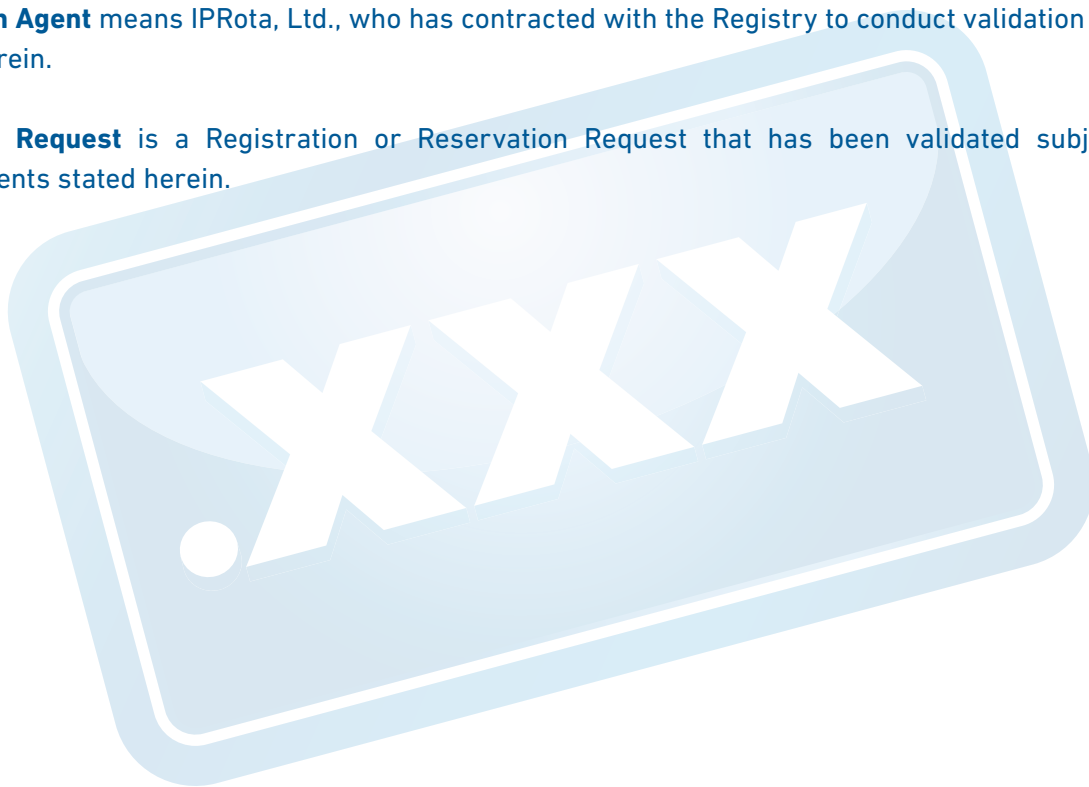 n Agent means IPRota, Ltd., who has contracted with the Registry to conduct validation
rein.
Request is a Registration or Reservation Request that has been validated subj
ents stated herein.
.XXX